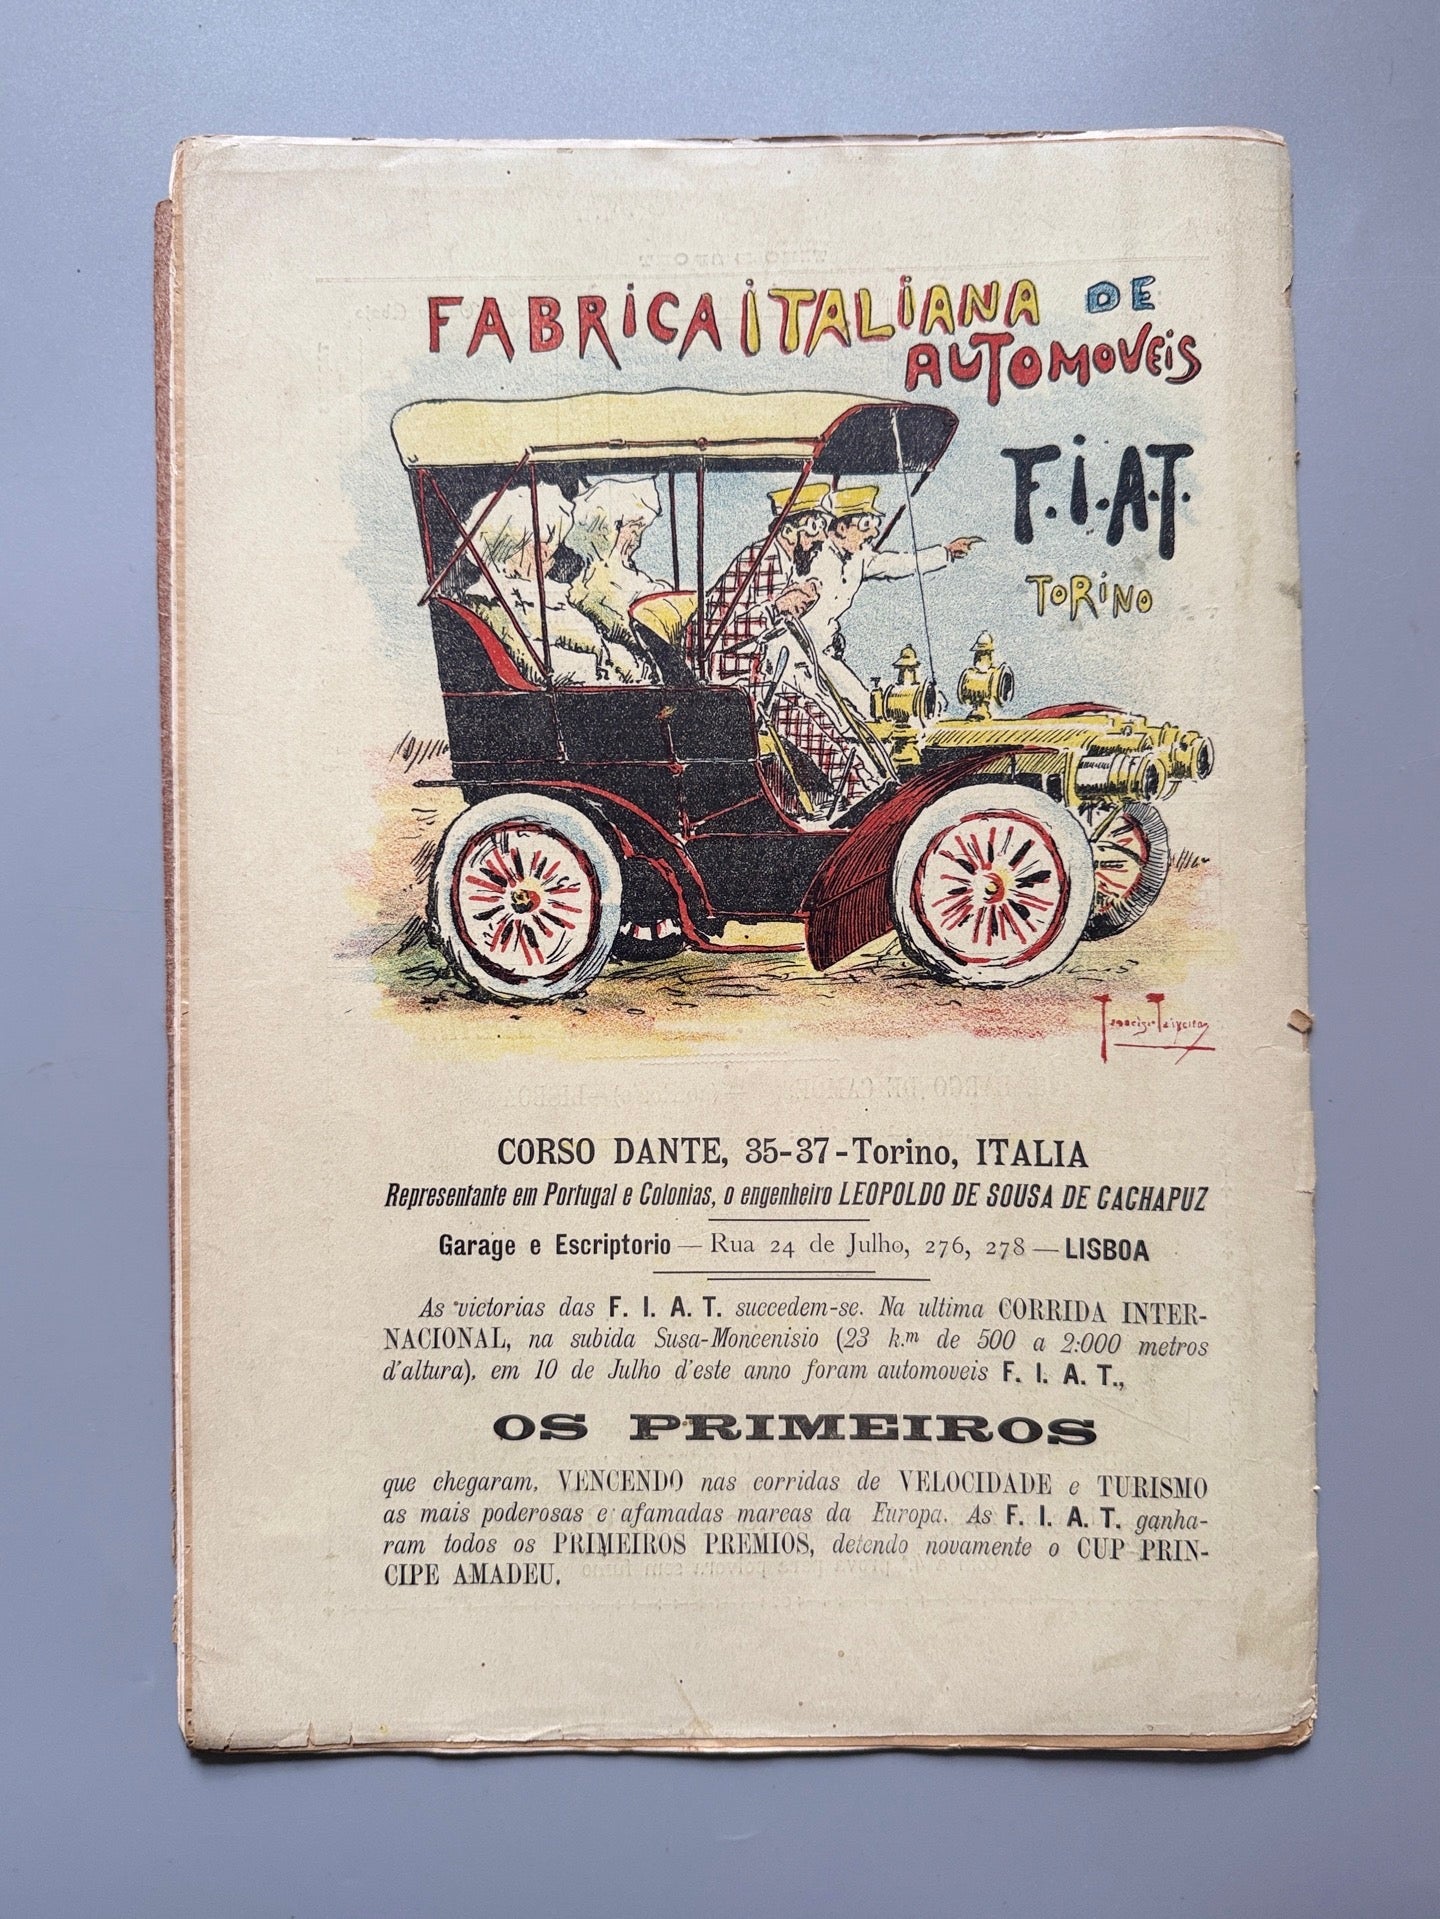 FABRICA ITALIANA DE
AUTOMOVEIS
F.I.A.T.
TORINO
CORSO DANTE, 35-37-Torino, ITALIA
Representante em Portugal e Colonias, o engenheiro LEOPOLDO DE SOUSA DE CACHAPUZ
Garage e Escriptorio — Rua 24 de Julho, 276, 278 — LISBOA
As victorias das F. I. A. T. succedem-se. Na ultima CORRIDA INTER-
NACIONAL, na subida Susa-Moncenisio (23 k.m de 500 a 2:000 metros
d'altura), em 10 de Julho d'este anno foram automoveis F. I. A. T.,
OS PRIMEIROS
que chegaram, VENCENDO nas corridas de VELOCIDADE e TURISMO
as mais poderosas e afamadas marcas da Europa. As F. I. A. T. ganha-
ram todos os PRIMEIROS PREMIOS, detendo novamente o CUP PRIN-
CIPE AMADEU.